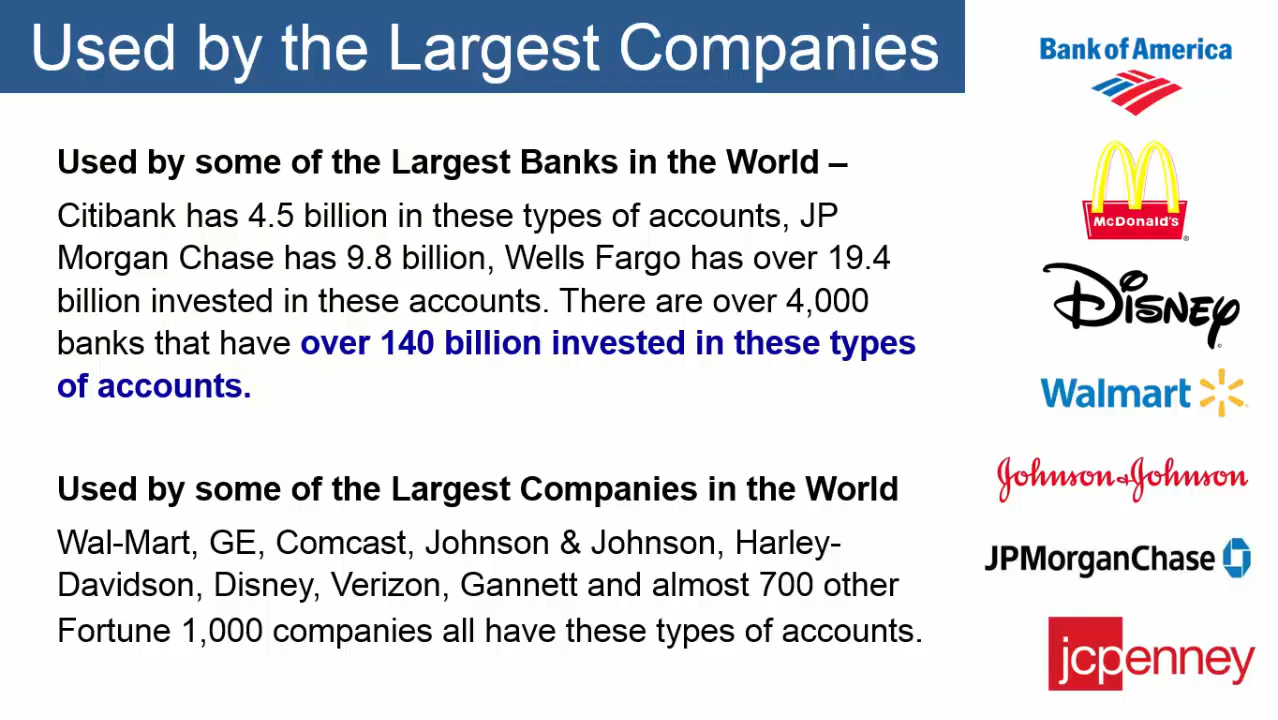 Used by the Largest Companies
Used by some of the Largest Banks in the World –
Citibank has 4.5 billion in these types of accounts, JP
Morgan Chase has 9.8 billion, Wells Fargo has over 19.4
billion invested in these accounts. There are over 4,000
banks that have over 140 billion invested in these types
of accounts.
Used by some of the Largest Companies in the World
Wal-Mart, GE, Comcast, Johnson & Johnson, Harley-
Davidson, Disney, Verizon, Gannett and almost 700 other
Fortune 1,000 companies all have these types of accounts.
Bank of America
McDonald's
Disney
Walmart
Johnson & Johnson
JPMorganChase
jcpenney